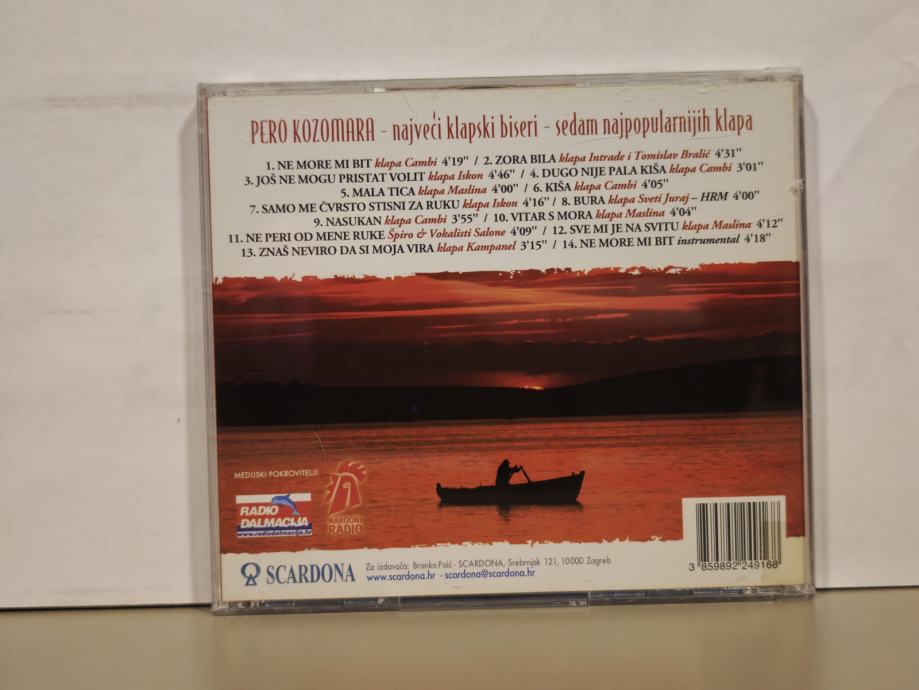 PERO KOZOMARA - najveći klapski biseri - sedam najpopularnijih klapa
1. NE MORE MI BIT klapa Cambi 4'19" / 2. ZORA BILA klapa Intrade i Tomislav Bralić 4'31"
3. JOŠ NE MOGU PRISTAT VOLIT klapa Iskon 4'46" / 4. DUGO NIJE PALA KIŠA klapa Cambi 3'01"
5. MALA TICA klapa Maslina 4'00" / 6. KIŠA klapa Cambi 4'05"
7. SAMO ME ČVRSTO STISNI ZA RUKU klapa Iskon 4'16" / 8. BURA klapa Sveti Juraj – HRM 4'00"
9. NASUKAN klapa Cambi 3'55" / 10. VITAR S MORA klapa Maslina 4'04"
11. NE PERI OD MENE RUKE Špiro & Vokalisti Salone 4'09" / 12. SVE MI JE NA SVITU klapa Maslina 4'12"
13. ZNAŠ NEVIRO DA SI MOJA VIRA klapa Kampanel 3'15" / 14. NE MORE MI BIT instrumental 4'18"
MEDIJSKI POKROVITELJI:
RADIO
DALMACIJA
www.radiodalmacija.hr
NARODNI
RADIO
SCARDONA
Za izdavača: Branko Paić - SCARDONA, Srebrnjak 121, 10000 Zagreb
www.scardona.hr - scardona@scardona.hr
3 859892 249168